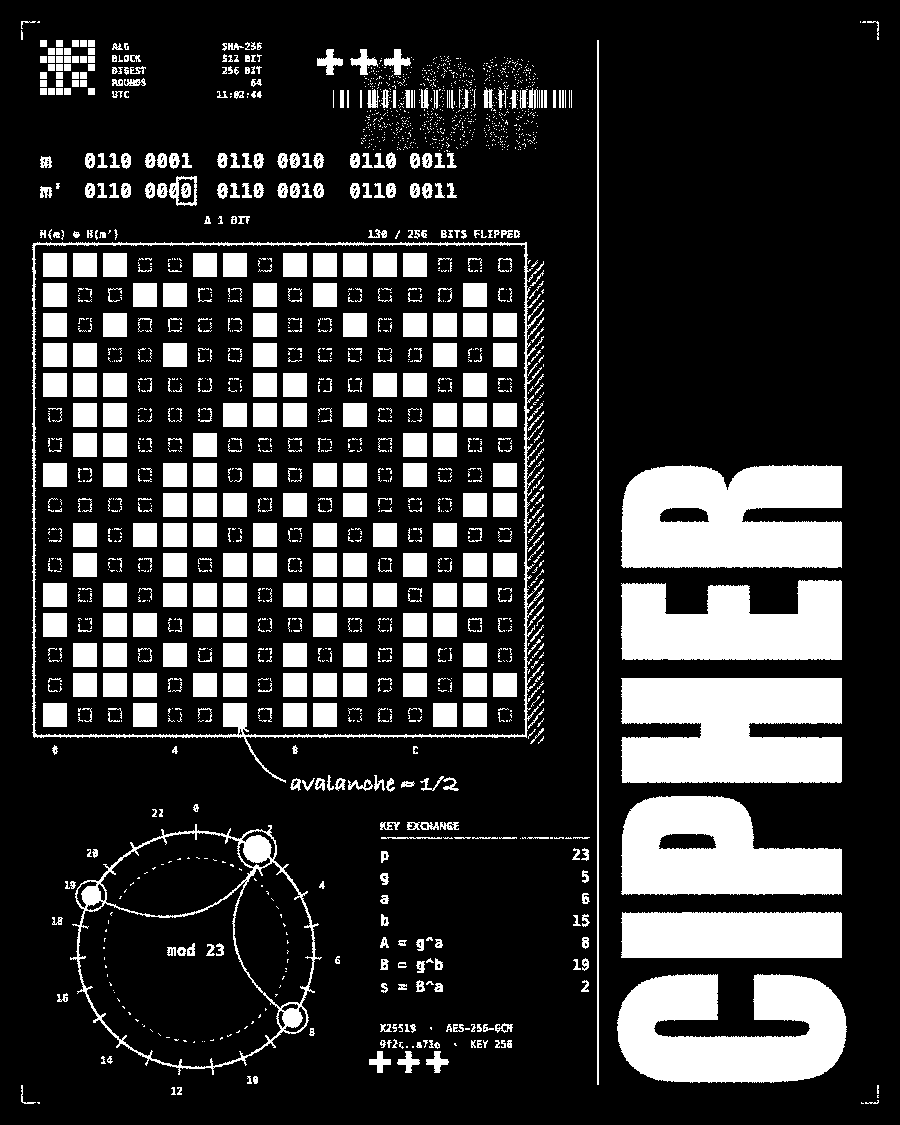 ALG SHA-256
BLOCK 512 BIT
DIGEST 256 BIT
ROUNDS 64
UTC 11:02:44
m 0110 0001 0110 0010 0110 0011
m' 0110 0000 0110 0010 0110 0011
Δ 1 BIT
H(m) ⊕ H(m') 130 / 256 BITS FLIPPED
0 4 8 C
avalanche ≈ 1/2
0
2
4
6
8
10
12
14
16
18
19
20
22
mod 23
KEY EXCHANGE
p 23
g 5
a 6
b 15
A = g^a 8
B = g^b 19
s = B^a 2
X25519 · AES-256-GCM
KEY 256
CIPHER